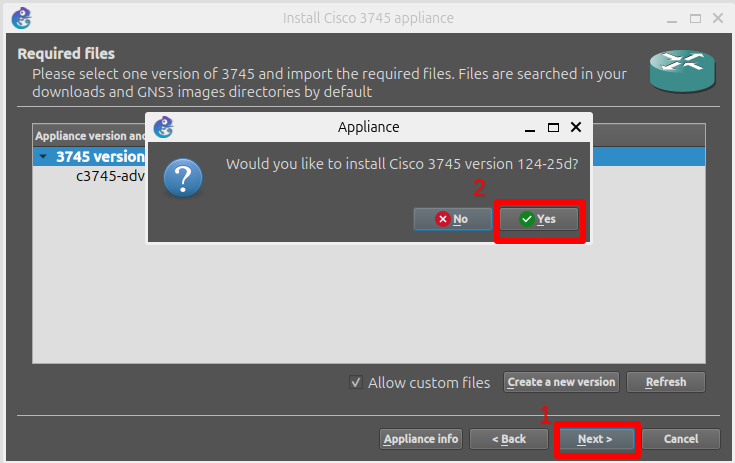 Install Cisco 3745 appliance
Required files
Please select one version of 3745 and import the required files. Files are searched in your
downloads and GNS3 images directories by default
Appliance version and
Appliance
3745 version
c3745-adv
Would you like to install Cisco 3745 version 124-25d?
2
No
Yes
Allow custom files
Create a new version
Refresh
1
Appliance info
< Back
Next >
Cancel